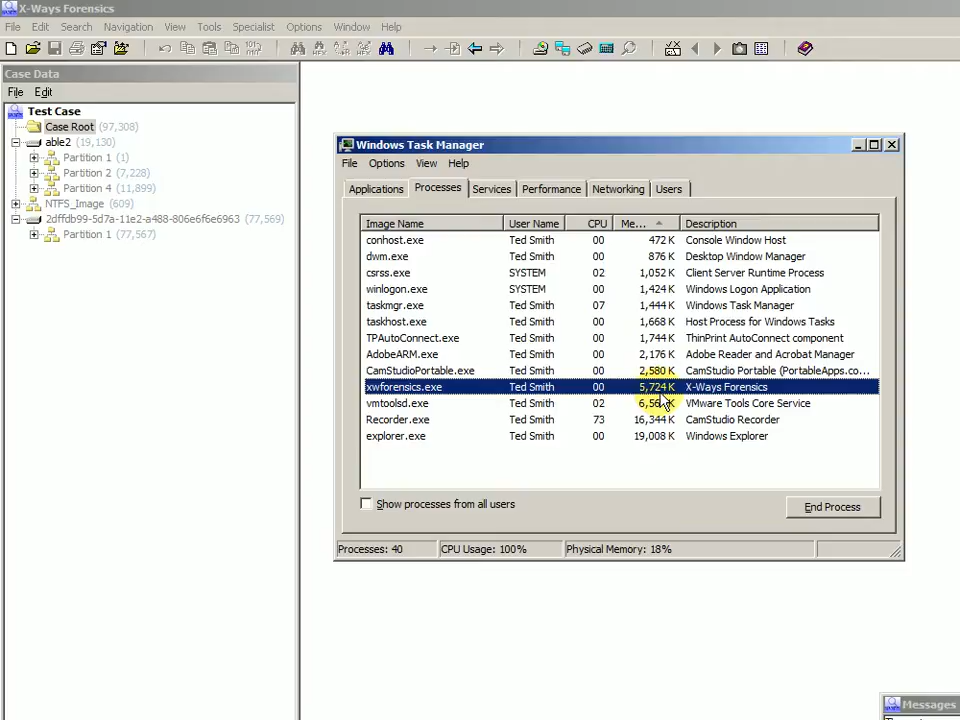 X-Ways Forensics
File Edit Search Navigation View Tools Specialist Options Window Help
Case Data
File Edit
Test Case
Case Root (97,308)
able2 (19,130)
Partition 1 (1)
Partition 2 (7,228)
Partition 4 (11,899)
NTFS_Image (609)
2dffdb99-5d7a-11e2-a488-806e6f6e6963 (77,569)
Partition 1 (77,567)
Windows Task Manager
File Options View Help
Applications Processes Services Performance Networking Users
Image Name User Name CPU Me... Description
conhost.exe Ted Smith 00 472 K Console Window Host
dwm.exe Ted Smith 00 876 K Desktop Window Manager
csrss.exe SYSTEM 02 1,052 K Client Server Runtime Process
winlogon.exe SYSTEM 00 1,424 K Windows Logon Application
taskmgr.exe Ted Smith 07 1,444 K Windows Task Manager
taskhost.exe Ted Smith 00 1,668 K Host Process for Windows Tasks
TPAutoConnect.exe Ted Smith 00 1,744 K ThinPrint AutoConnect component
AdobeARM.exe Ted Smith 00 2,176 K Adobe Reader and Acrobat Manager
CamStudioPortable.exe Ted Smith 00 2,580 K CamStudio Portable (PortableApps.co...
xwforensics.exe Ted Smith 00 5,724 K X-Ways Forensics
vmtoolsd.exe Ted Smith 02 K VMware Tools Core Service
Recorder.exe Ted Smith 73 16,344 K CamStudio Recorder
explorer.exe Ted Smith 00 19,008 K Windows Explorer
Show processes from all users
End Process
Processes: 40 CPU Usage: 100% Physical Memory: 18%
Messages